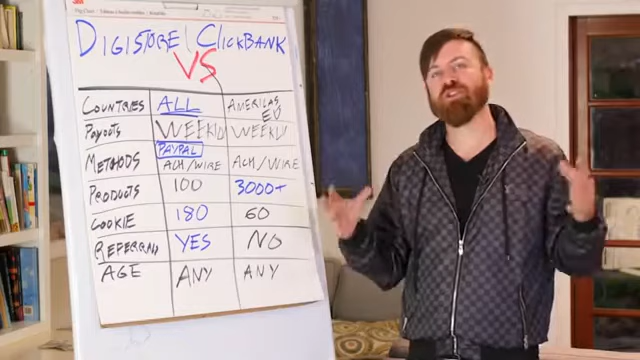 DIGISTORE | CLICKBANK
VS
COUNTRIES ALL AMERICAS, EU
PAYOUTS WEEKLY WEEKLY
METHODS PAYPAL ACH/WIRE ACH/WIRE
PRODUCTS 100 3000+
COOKIE 180 60
REFERRAL YES NO
AGE ANY ANY